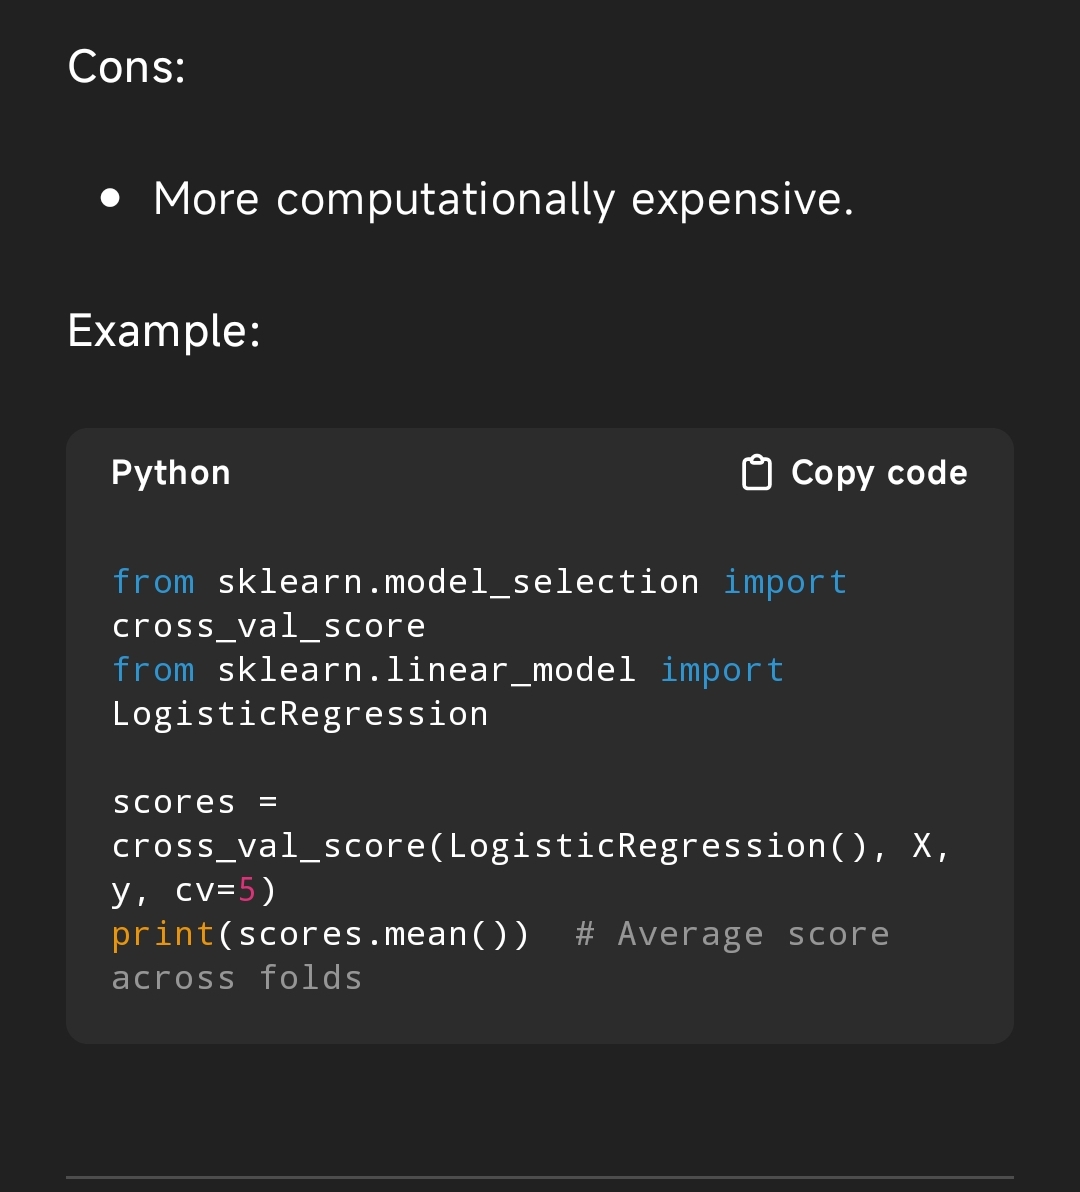 Cons:
• More computationally expensive.
Example:
Python
Copy code
from sklearn.model_selection import
cross_val_score
from sklearn.linear_model import
LogisticRegression
scores =
cross_val_score(LogisticRegression(), X,
y, cv=5)
print(scores.mean())  # Average score
across folds